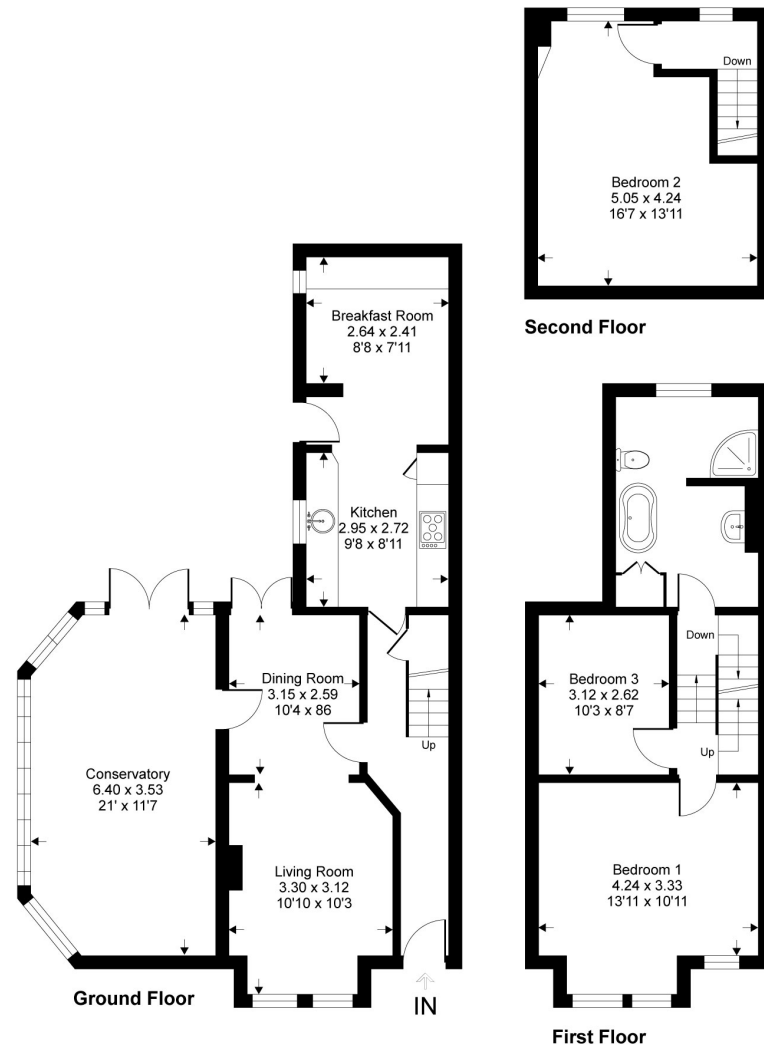 Down
Bedroom 2
5.05 x 4.24
16'7 x 13'11
Second Floor
Breakfast Room
2.64 x 2.41
8'8 x 7'11
Kitchen
2.95 x 2.72
9'8 x 8'11
Dining Room
3.15 x 2.59
10'4 x 86
Up
Conservatory
6.40 x 3.53
21' x 11'7
Living Room
3.30 x 3.12
10'10 x 10'3
Ground Floor
IN
Down
Bedroom 3
3.12 x 2.62
10'3 x 8'7
Up
Bedroom 1
4.24 x 3.33
13'11 x 10'11
First Floor